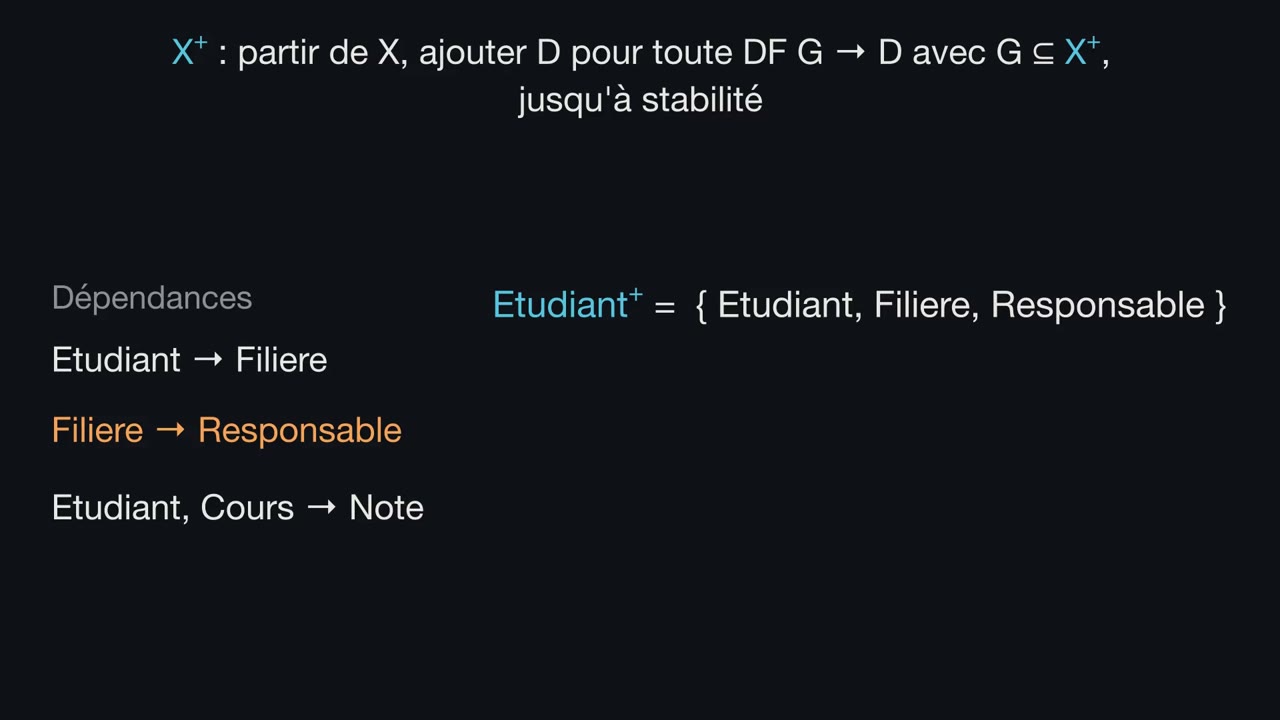 X⁺ : partir de X, ajouter D pour toute DF G → D avec G ⊆ X⁺,
jusqu'à stabilité
Dépendances
Etudiant⁺ = { Etudiant, Filiere, Responsable }
Etudiant → Filiere
Filiere → Responsable
Etudiant, Cours → Note